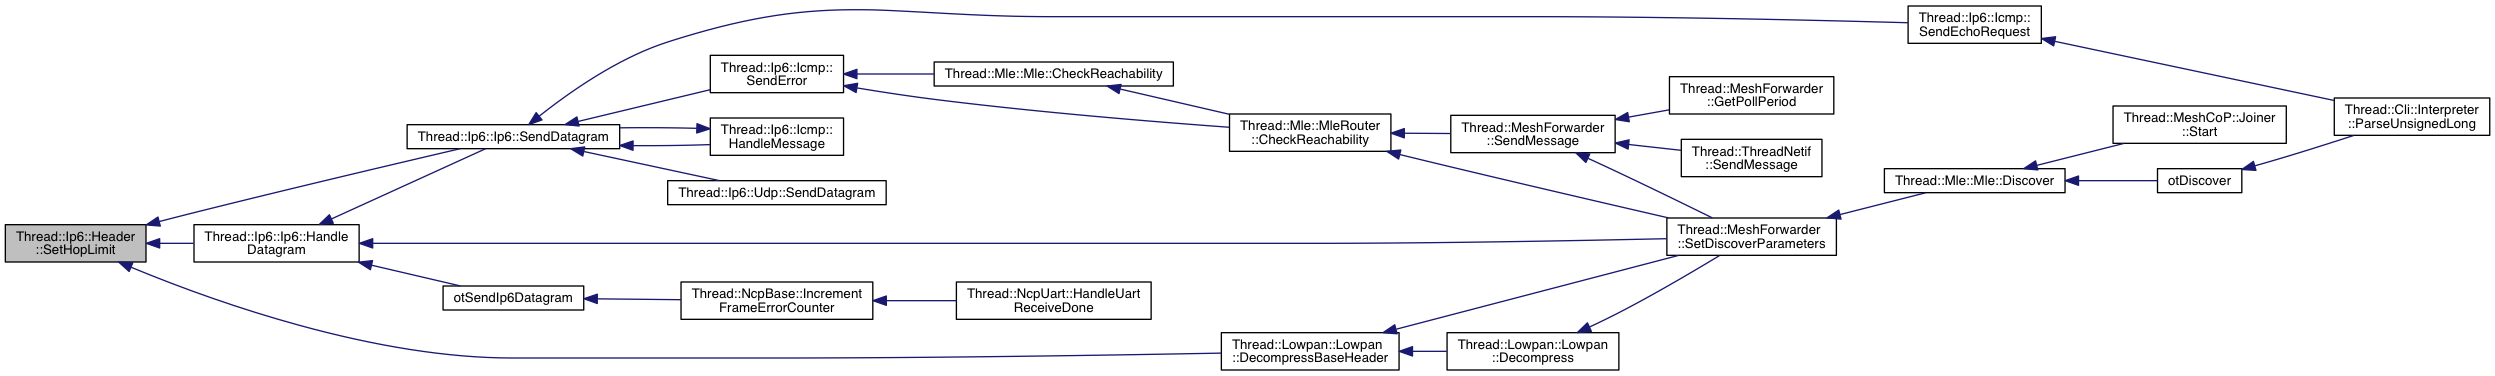 Thread::Ip6::Header
::SetHopLimit
Thread::Ip6::Ip6::SendDatagram
Thread::Ip6::Ip6::Handle
Datagram
otSendIp6Datagram
Thread::Ip6::Icmp::
SendError
Thread::Ip6::Icmp::
HandleMessage
Thread::Ip6::Udp::SendDatagram
Thread::NcpBase::Increment
FrameErrorCounter
Thread::Mle::Mle::CheckReachability
Thread::NcpUart::HandleUart
ReceiveDone
Thread::Mle::MleRouter
::CheckReachability
Thread::Lowpan::Lowpan
::DecompressBaseHeader
Thread::MeshForwarder
::SendMessage
Thread::Lowpan::Lowpan
::Decompress
Thread::MeshForwarder
::GetPollPeriod
Thread::ThreadNetif
::SendMessage
Thread::MeshForwarder
::SetDiscoverParameters
Thread::Ip6::Icmp::
SendEchoRequest
Thread::Mle::Mle::Discover
Thread::MeshCoP::Joiner
::Start
otDiscover
Thread::Cli::Interpreter
::ParseUnsignedLong